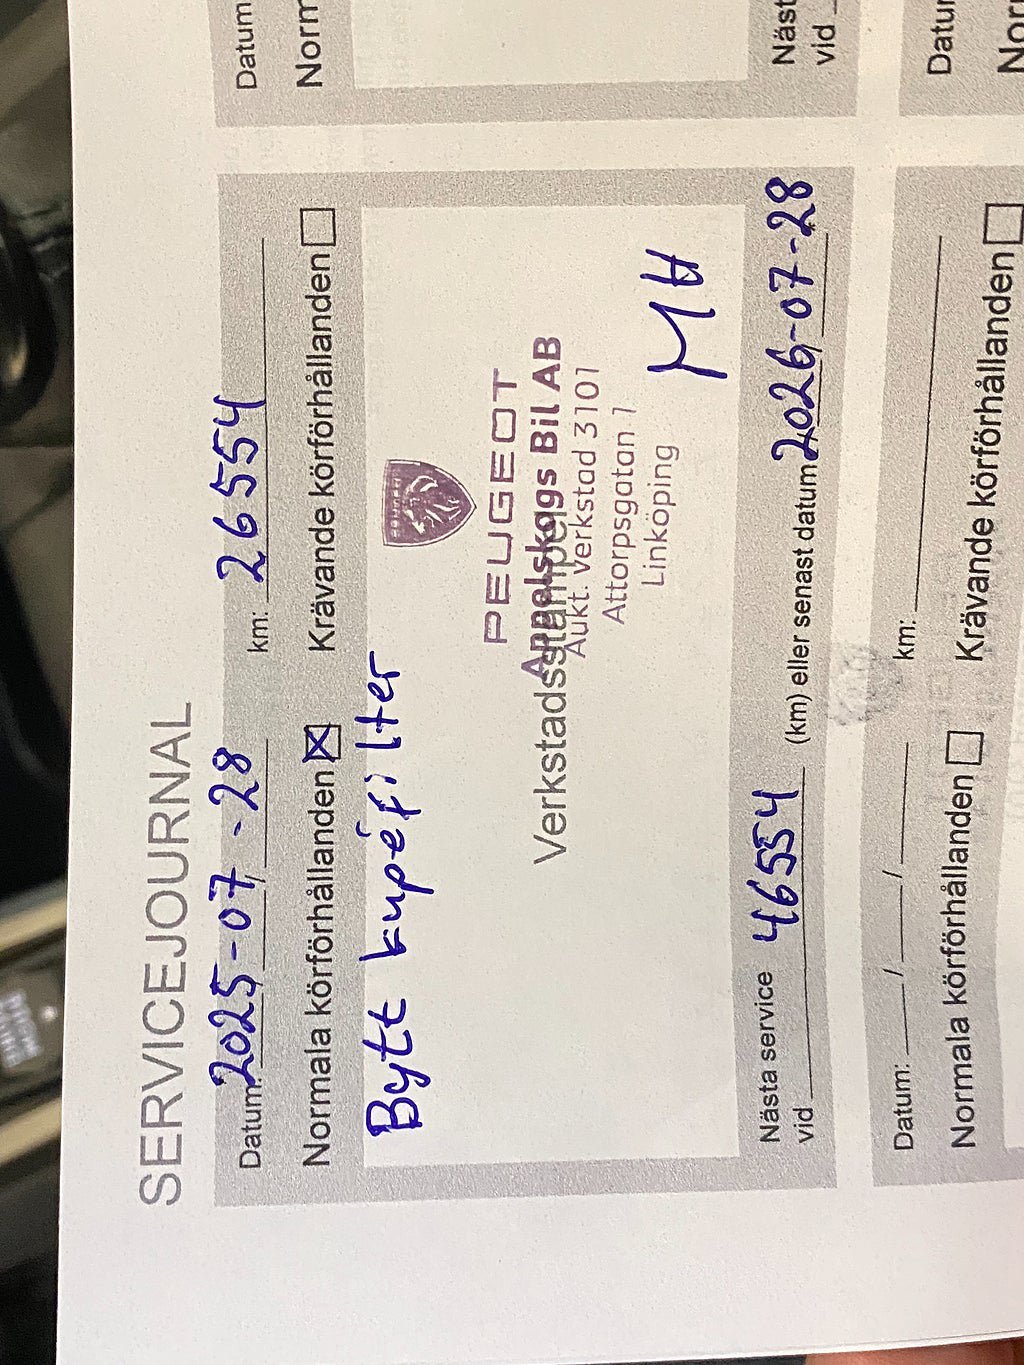 SERVICEJOURNAL
Datum: 2025-07-28 km: 26554
Normala körförhållanden Krävande körförhållanden
Bytt kupéfilter
PEUGEOT
PEUGEOT
Verkstadsstämpel
Appelskogs Bil AB
Aukt. Verkstad 3101
Attorpsgatan 1
Linköping
MH
Nästa service
vid 46554 (km) eller senast datum 2026-07-28
Datum: / / km:
Normala körförhållanden Krävande körförhållanden
Datum
Norm
Näst
vid
Datum
Nor